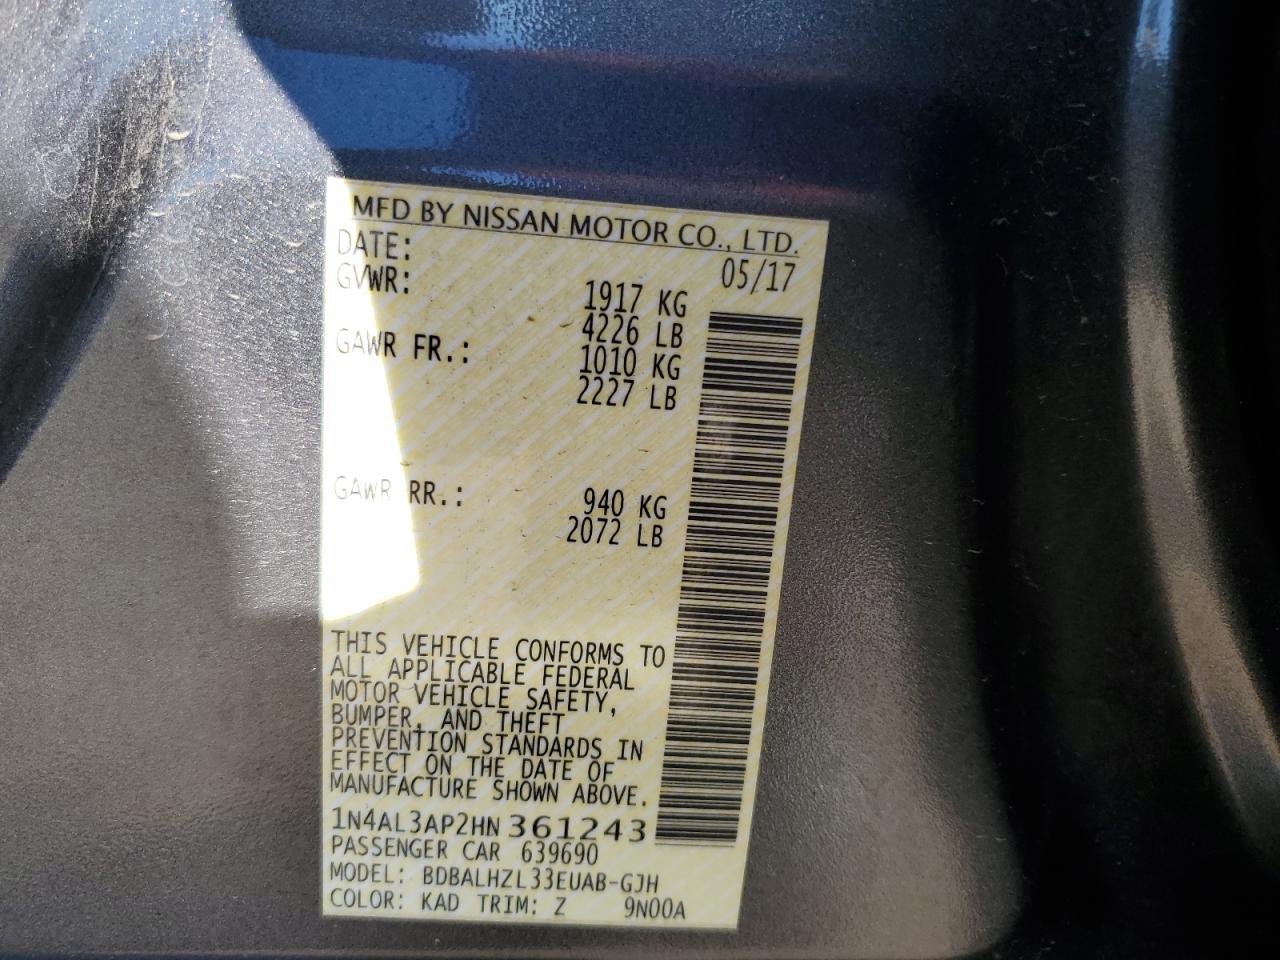 MFD BY NISSAN MOTOR CO., LTD.
DATE: 05/17
GVWR: 1917 KG
4226 LB
GAWR FR.: 1010 KG
2227 LB
GAWR RR.: 940 KG
2072 LB
THIS VEHICLE CONFORMS TO
ALL APPLICABLE FEDERAL
MOTOR VEHICLE SAFETY,
BUMPER, AND THEFT
PREVENTION STANDARDS IN
EFFECT ON THE DATE OF
MANUFACTURE SHOWN ABOVE.
1N4AL3AP2HN361243
PASSENGER CAR 639690
MODEL: BDBALHZL33EUAB-GJH
COLOR: KAD TRIM: Z 9N00A